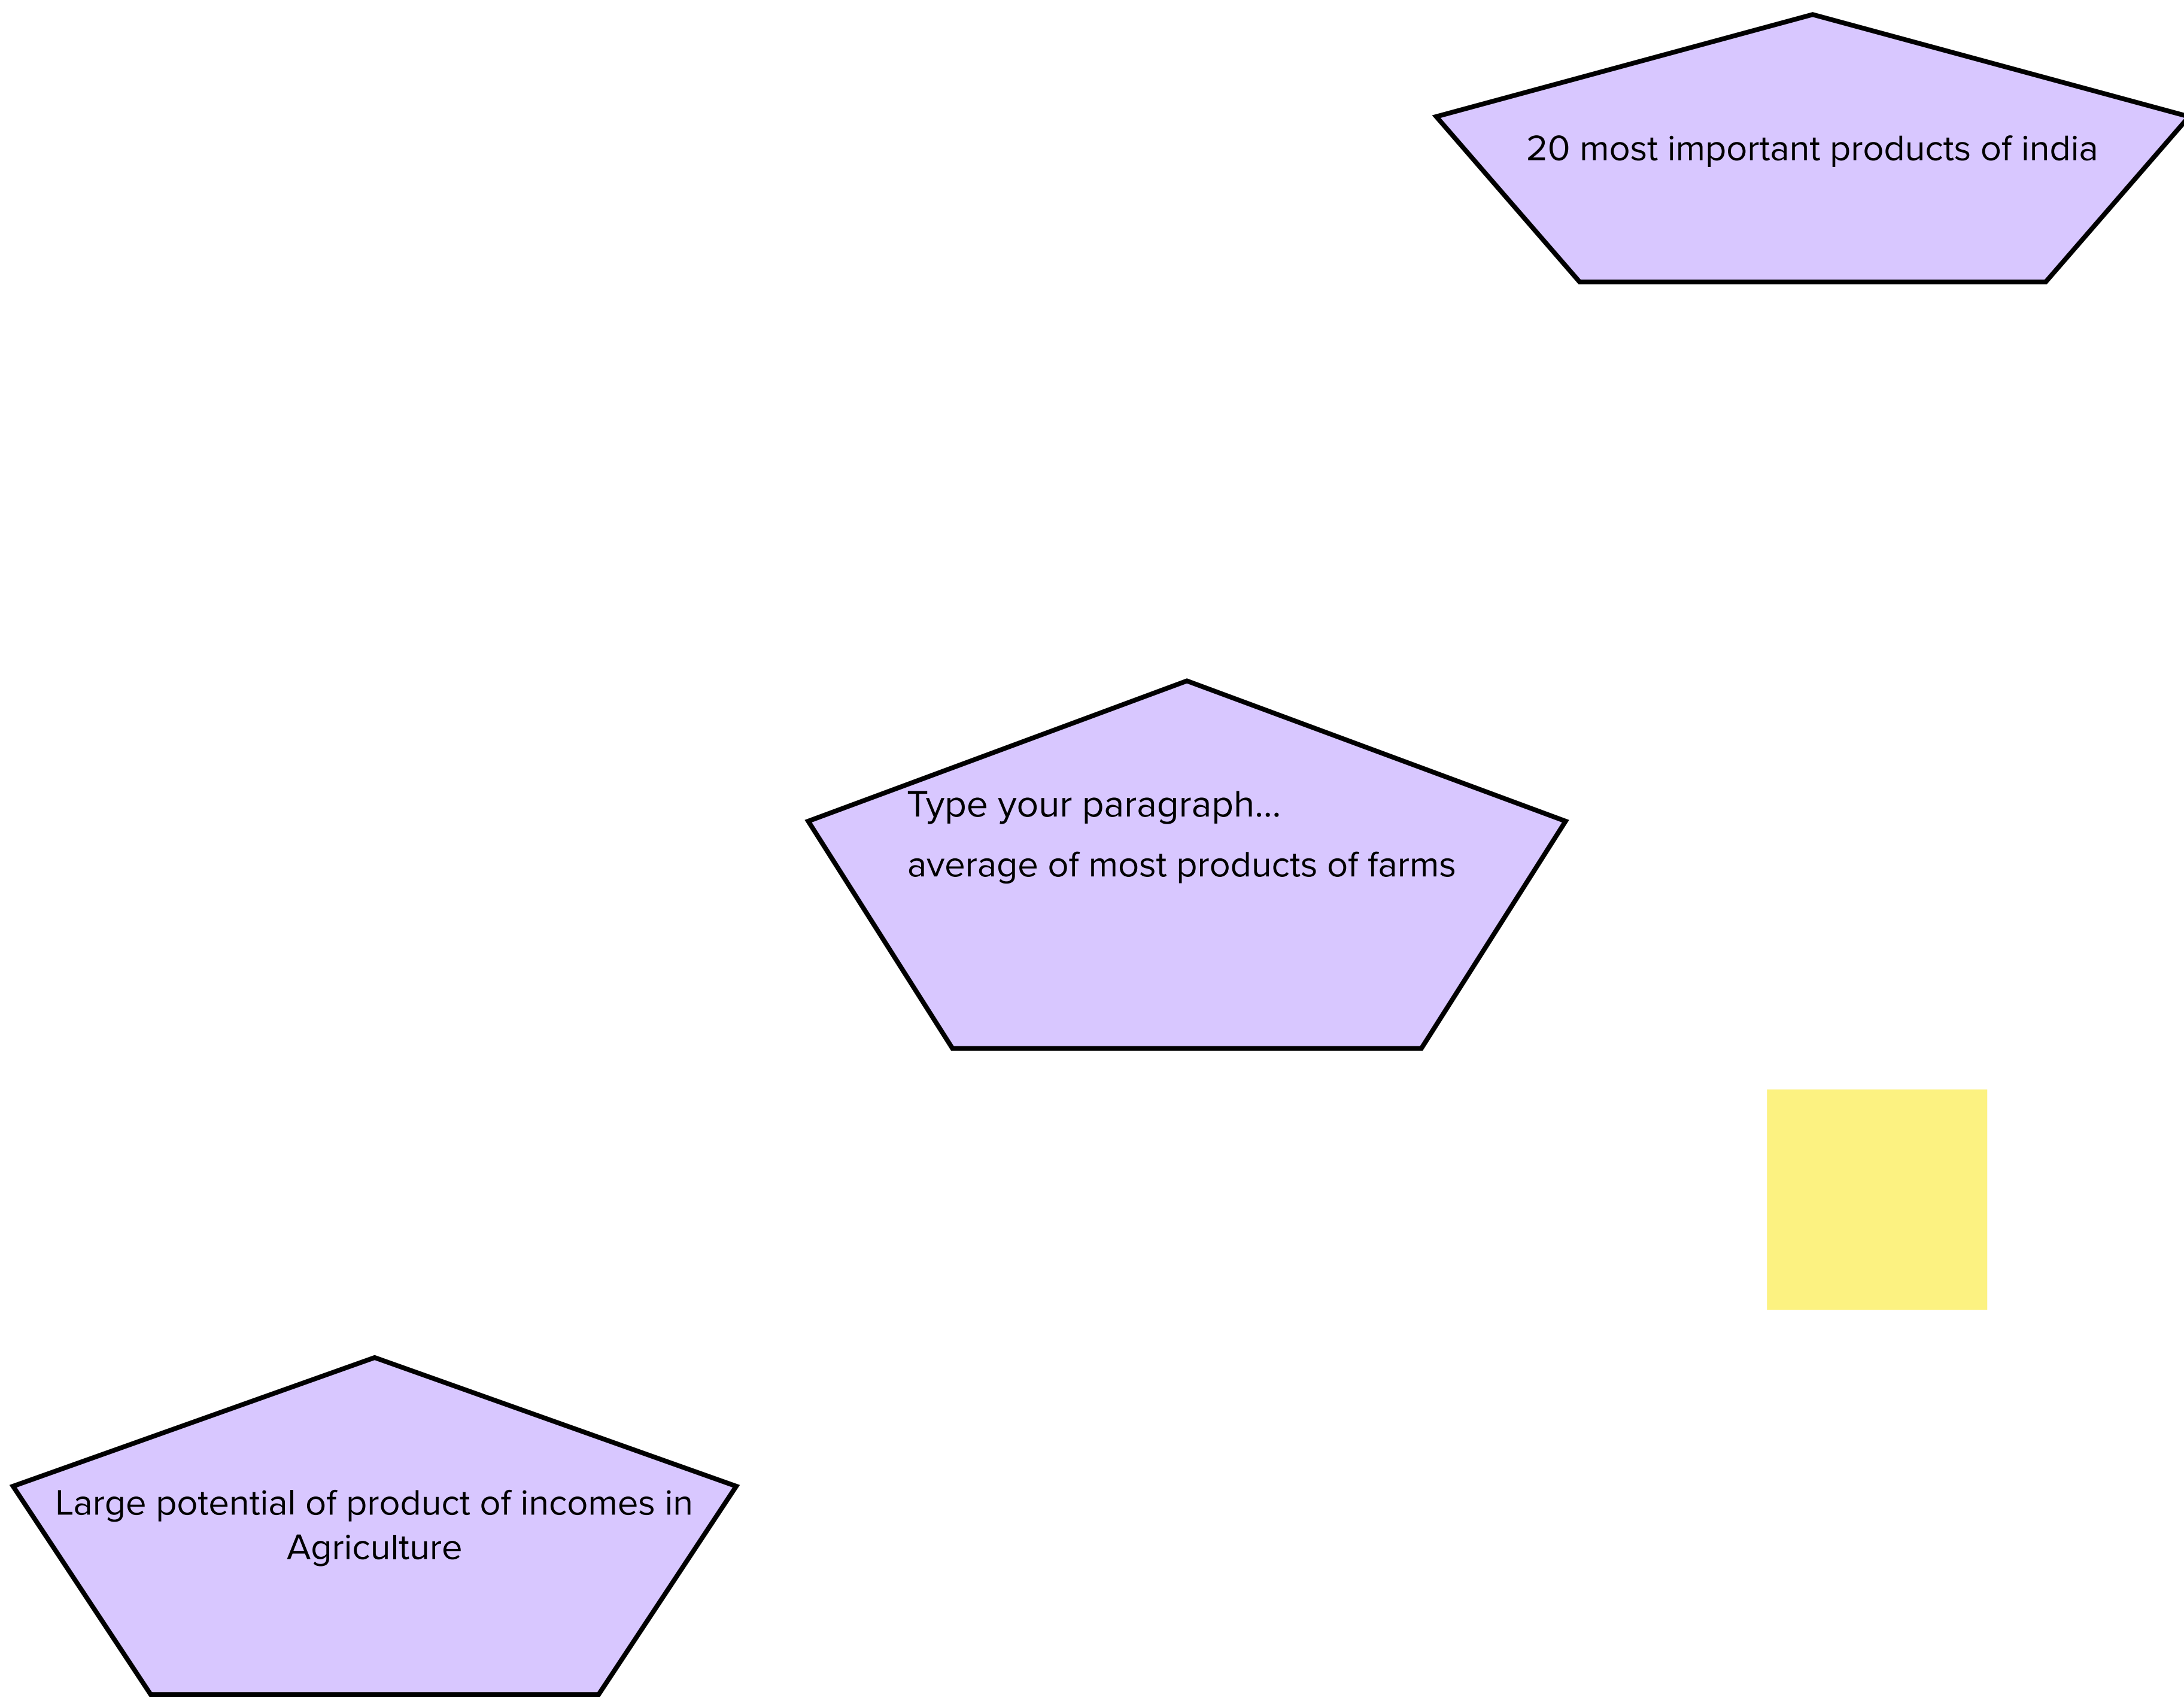 20 most important products of india
Type your paragraph...
average of most products of farms
Large potential of product of incomes in
Agriculture